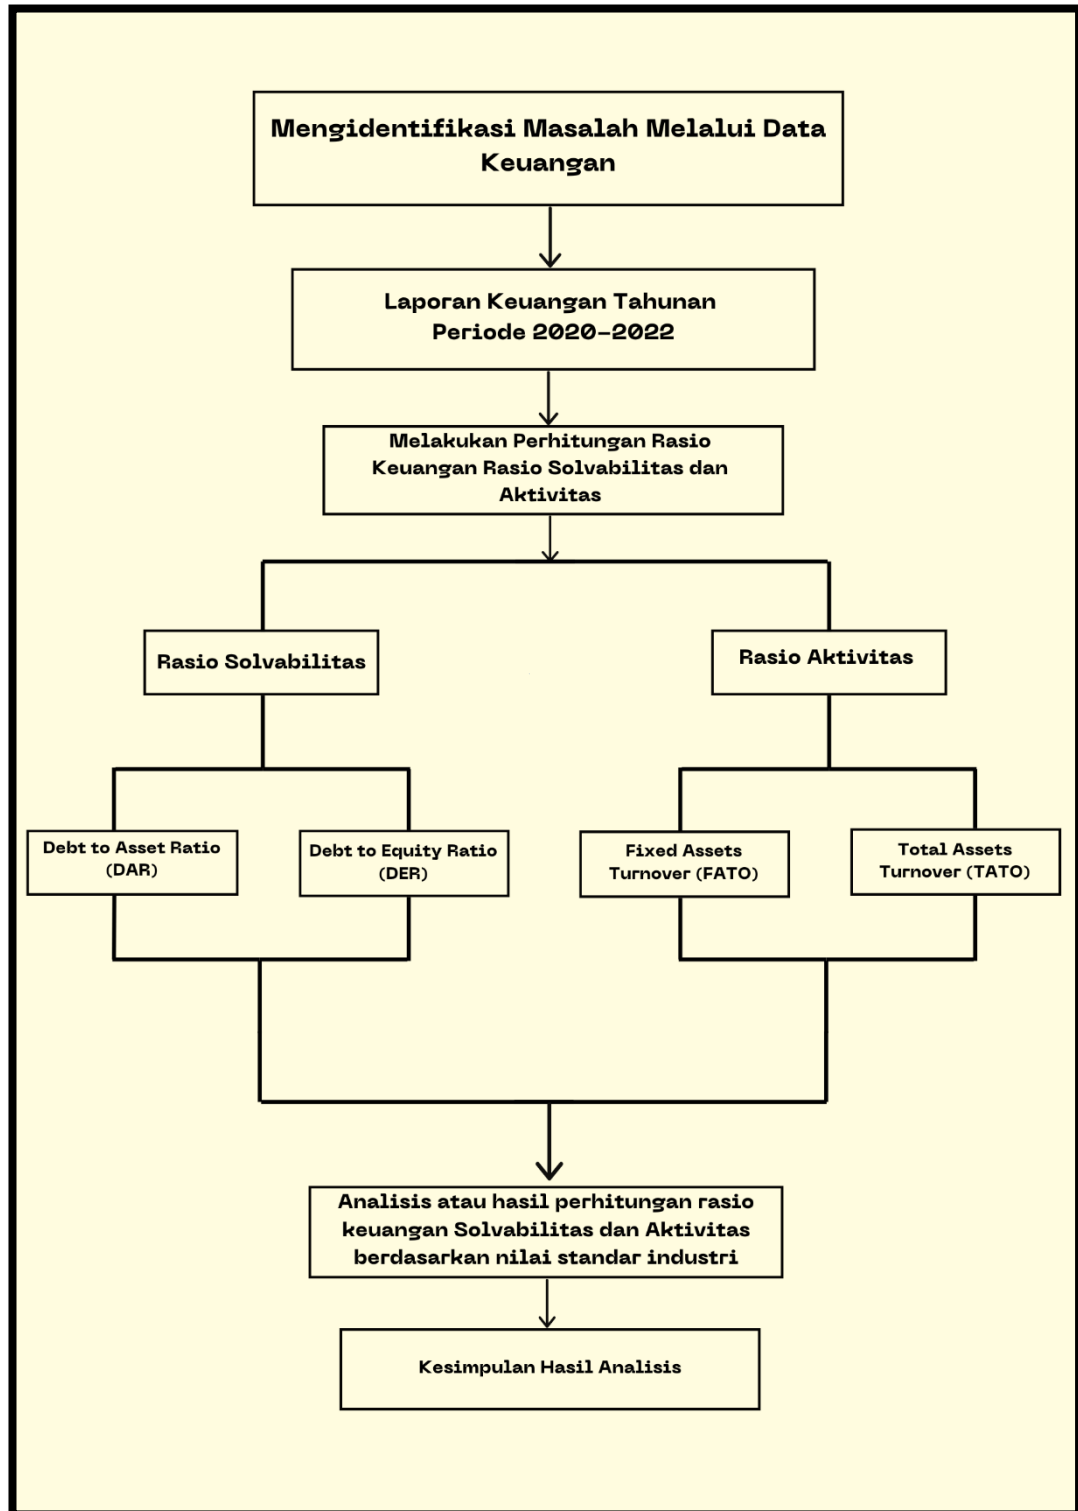 Mengidentifikasi Masalah Melalui Data
Keuangan
Laporan Keuangan Tahunan
Periode 2020-2022
Melakukan Perhitungan Rasio
Keuangan Rasio Solvabilitas dan
Aktivitas
Rasio Solvabilitas
Rasio Aktivitas
Debt to Asset Ratio
(DAR)
Debt to Equity Ratio
(DER)
Fixed Assets
Turnover (FATO)
Total Assets
Turnover (TATO)
Analisis atau hasil perhitungan rasio
keuangan Solvabilitas dan Aktivitas
berdasarkan nilai standar industri
Kesimpulan Hasil Analisis